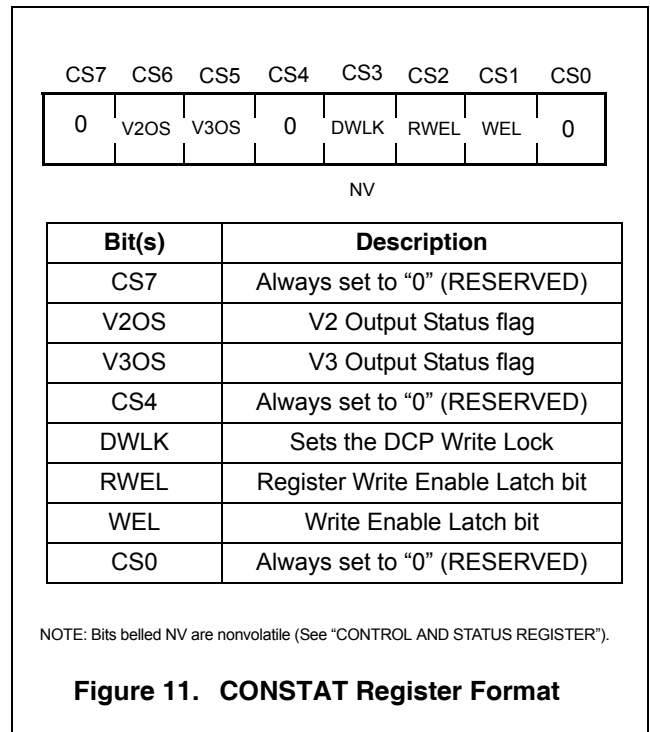 CS7 CS6 CS5 CS4 CS3 CS2 CS1 CS0
0 V2OS V3OS 0 DWLK RWEL WEL 0
NV
Bit(s) Description
CS7 Always set to “0” (RESERVED)
V2OS V2 Output Status flag
V3OS V3 Output Status flag
CS4 Always set to “0” (RESERVED)
DWLK Sets the DCP Write Lock
RWEL Register Write Enable Latch bit
WEL Write Enable Latch bit
CS0 Always set to “0” (RESERVED)
NOTE: Bits belled NV are nonvolatile (See “CONTROL AND STATUS REGISTER”).
Figure 11. CONSTAT Register Format